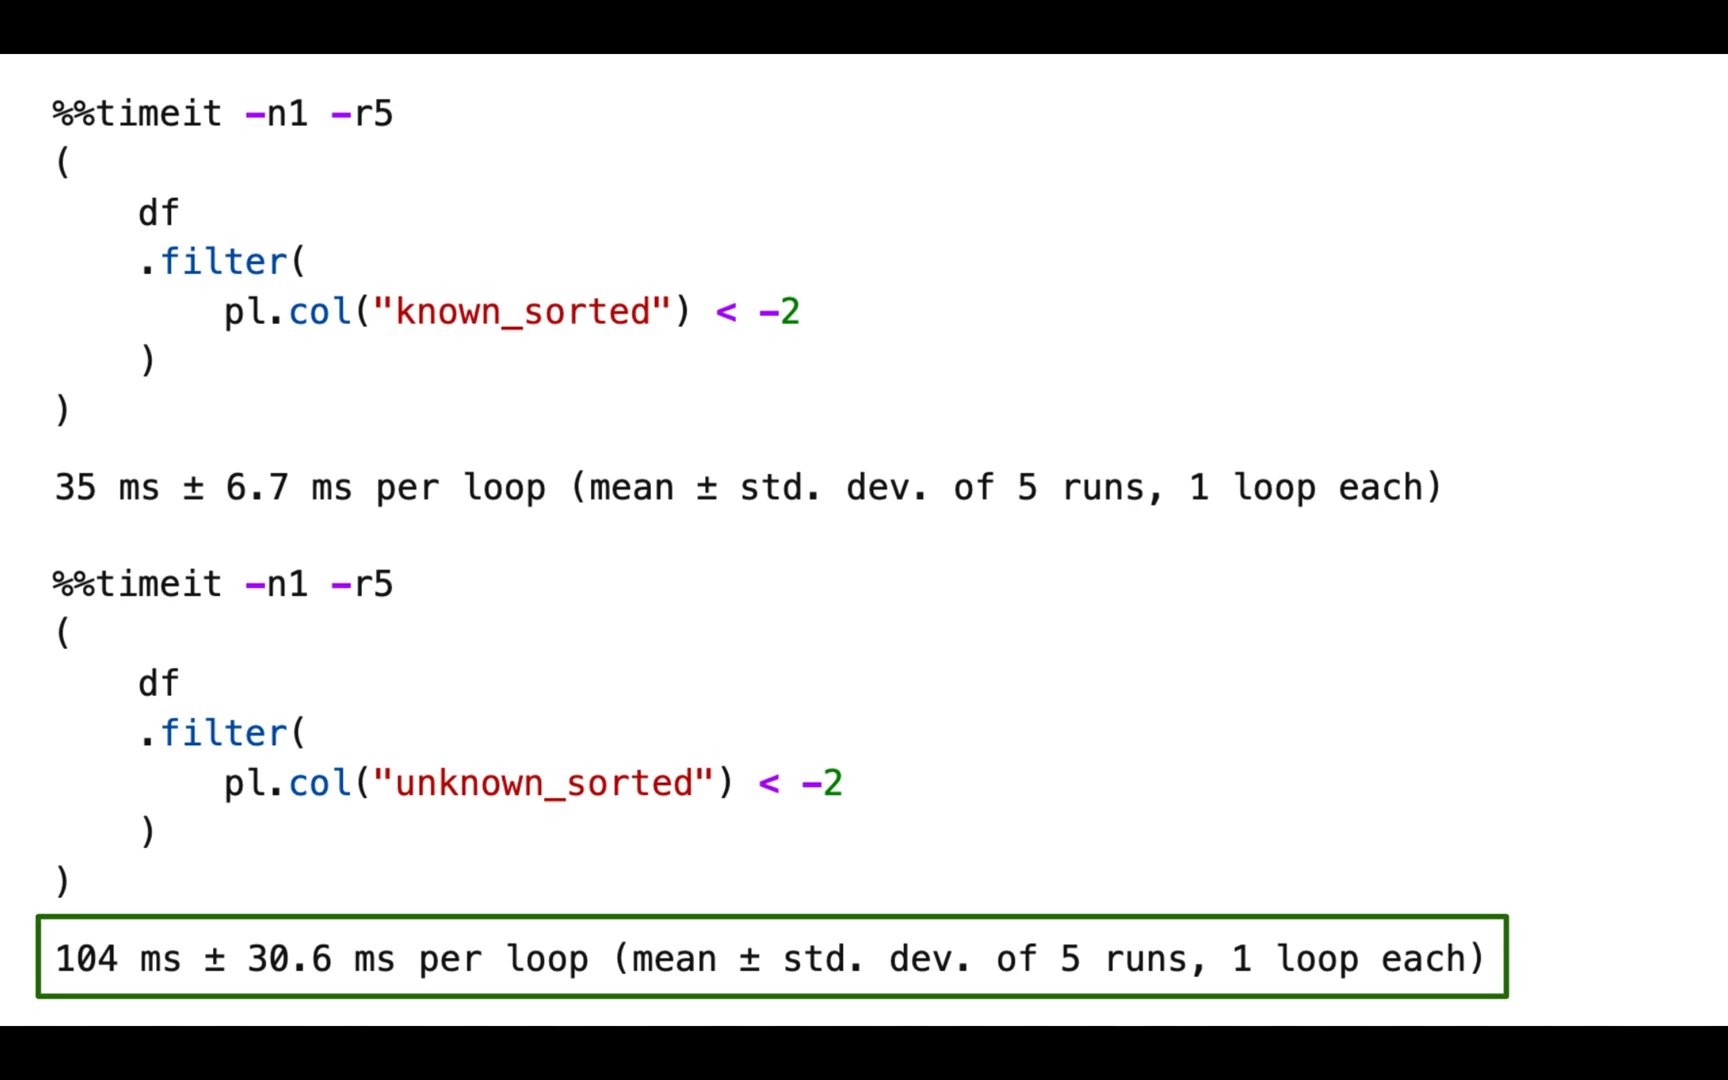 %%timeit -n1 -r5
(
    df
    .filter(
        pl.col("known_sorted") < -2
    )
)
35 ms ± 6.7 ms per loop (mean ± std. dev. of 5 runs, 1 loop each)
%%timeit -n1 -r5
(
    df
    .filter(
        pl.col("unknown_sorted") < -2
    )
)
104 ms ± 30.6 ms per loop (mean ± std. dev. of 5 runs, 1 loop each)